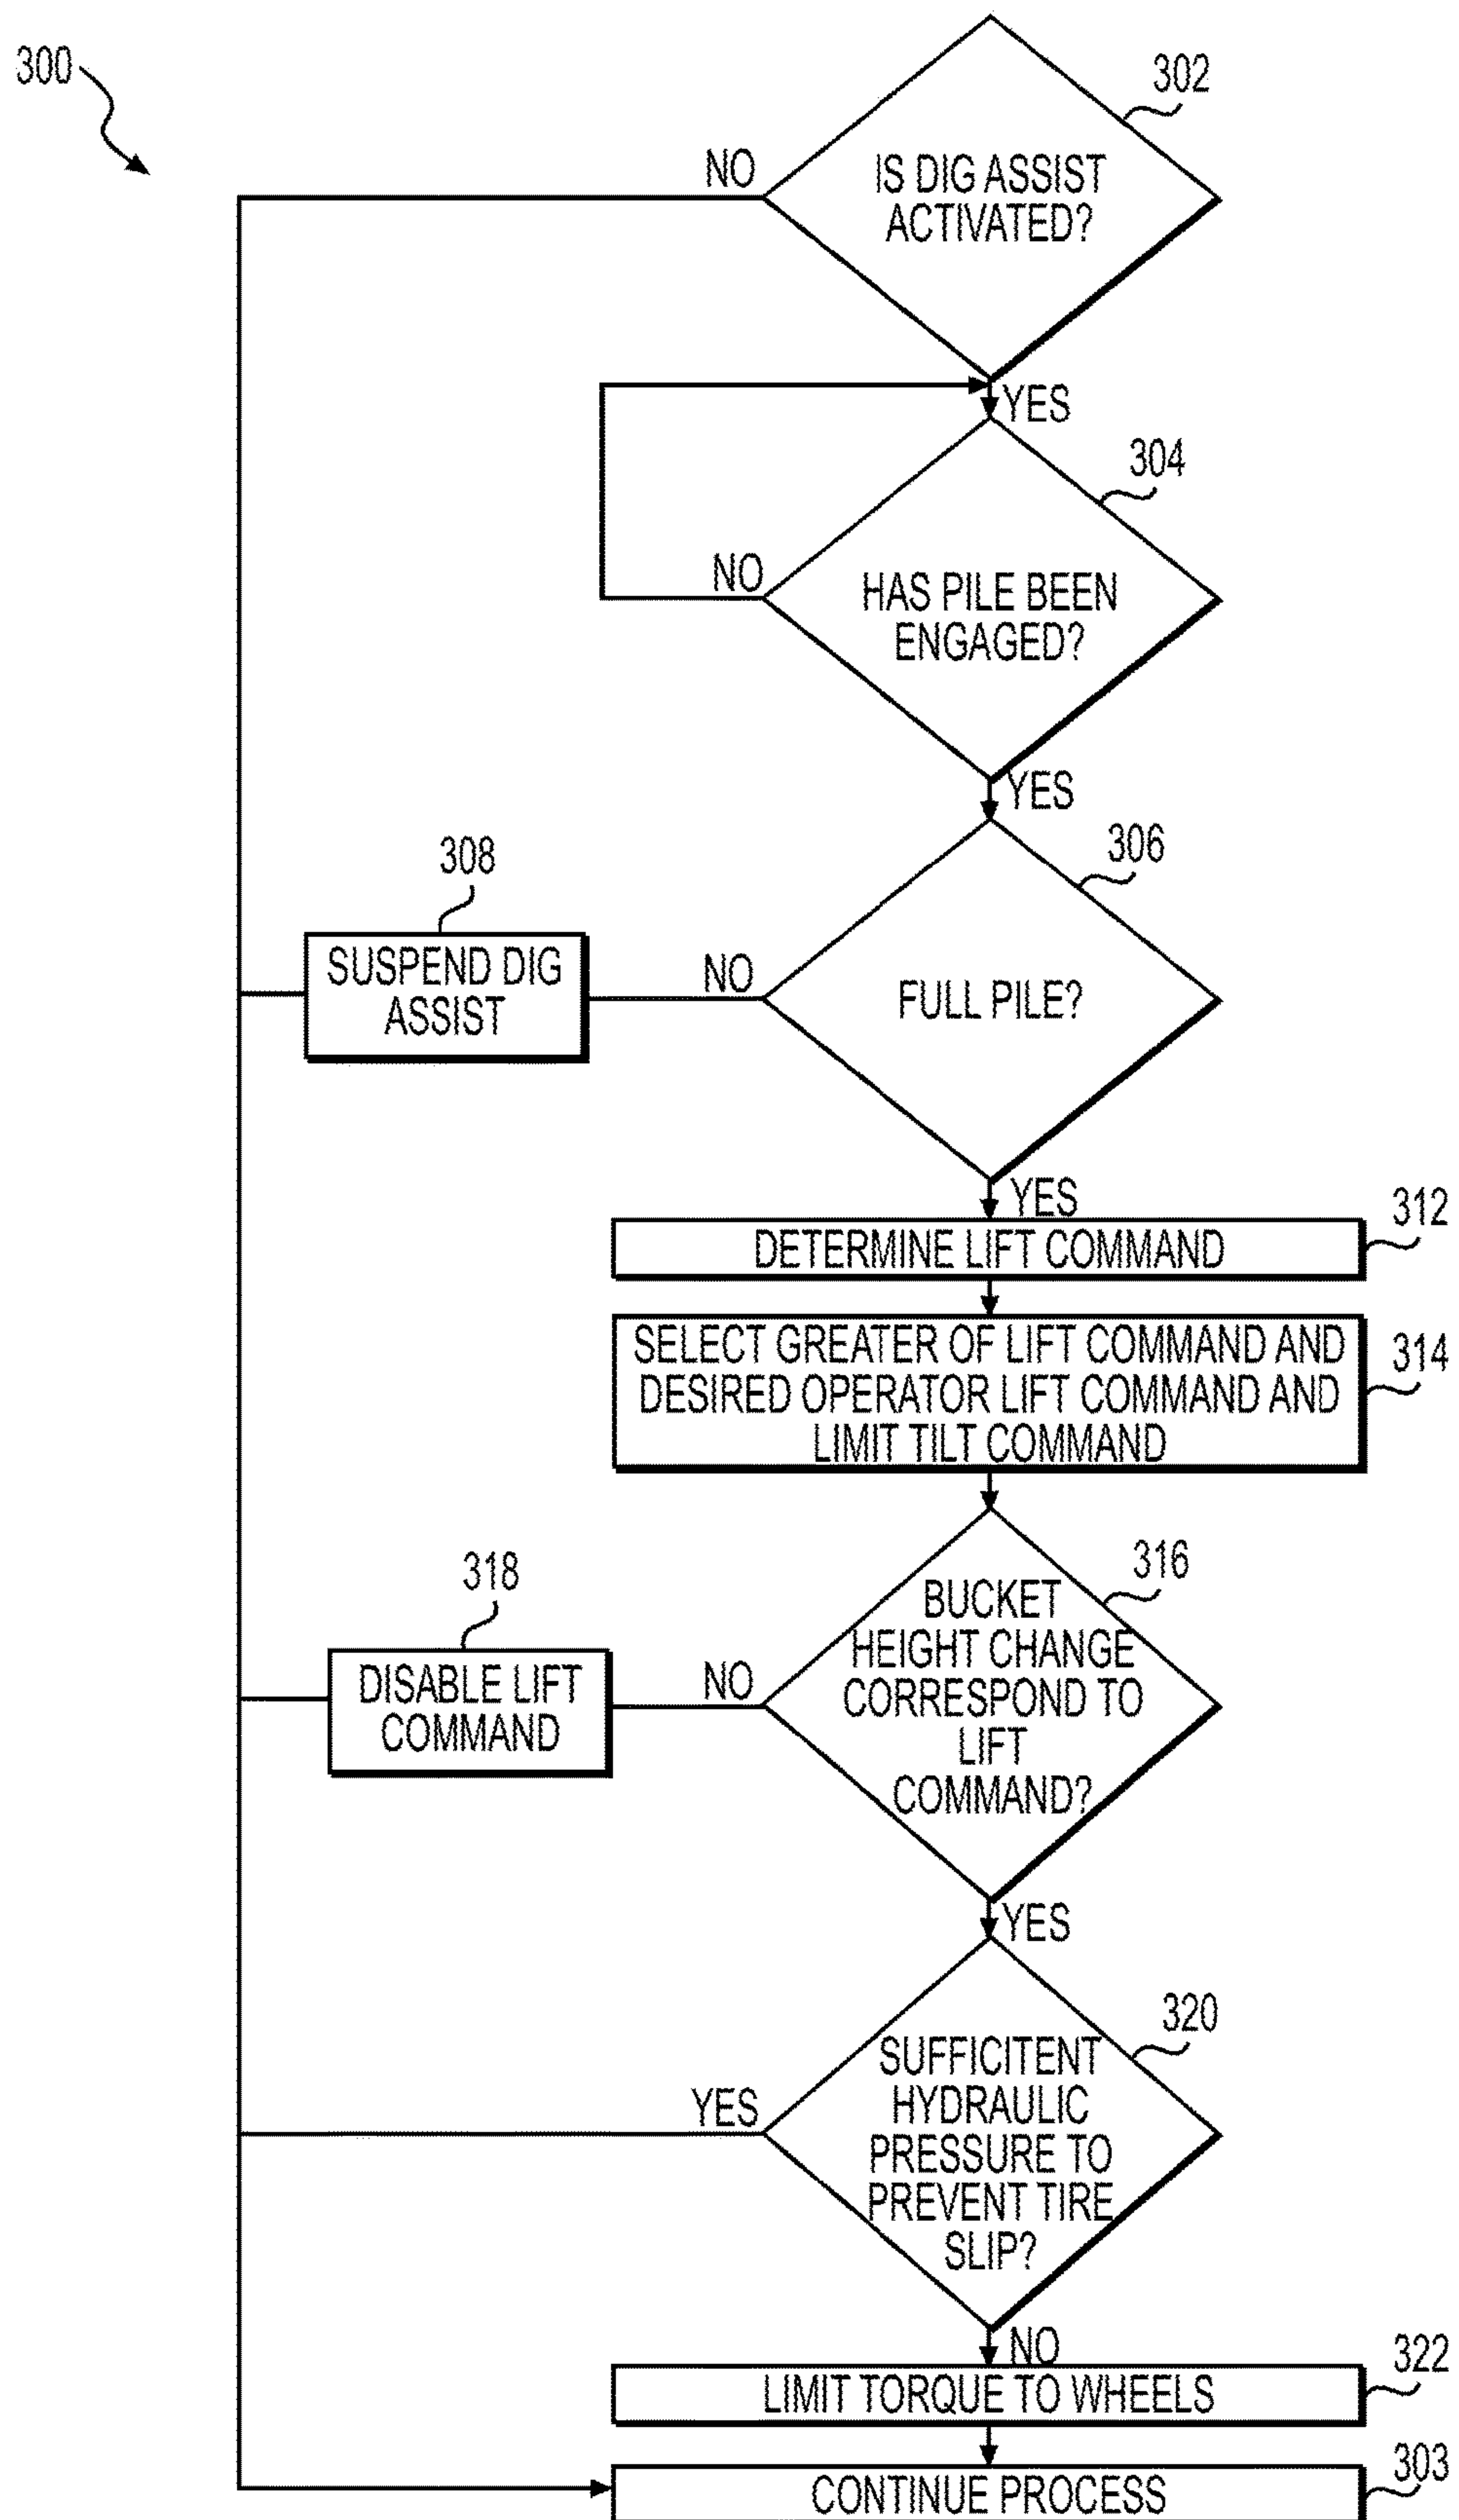 300
302
NO
IS DIG ASSIST
ACTIVATED?
YES
304
NO
HAS PILE BEEN
ENGAGED?
YES
306
308
SUSPEND DIG
ASSIST
NO
FULL PILE?
YES
312
DETERMINE LIFT COMMAND
SELECT GREATER OF LIFT COMMAND AND
DESIRED OPERATOR LIFT COMMAND AND
LIMIT TILT COMMAND
314
316
318
BUCKET
HEIGHT CHANGE
CORRESPOND TO
LIFT
COMMAND?
NO
DISABLE LIFT
COMMAND
YES
320
SUFFICITENT
HYDRAULIC
PRESSURE TO
PREVENT TIRE
SLIP?
YES
NO
322
LIMIT TORQUE TO WHEELS
303
CONTINUE PROCESS